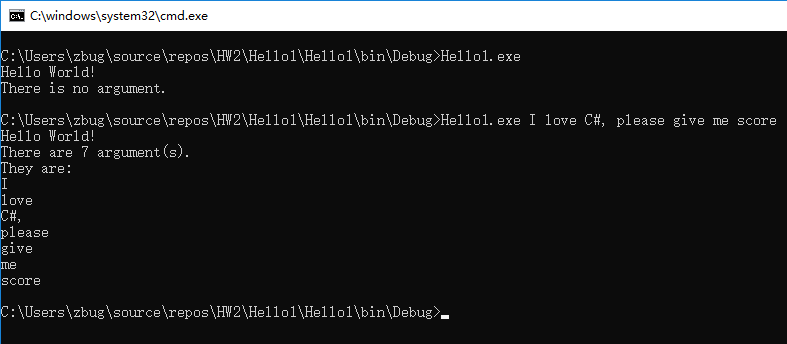 C:\windows\system32\cmd.exe
C:\Users\zbug\source\repos\HW2\Hello1\Hello1\bin\Debug>Hello1.exe
Hello World!
There is no argument.
C:\Users\zbug\source\repos\HW2\Hello1\Hello1\bin\Debug>Hello1.exe I love C#, please give me score
Hello World!
There are 7 argument(s).
They are:
I
love
C#,
please
give
me
score
C:\Users\zbug\source\repos\HW2\Hello1\Hello1\bin\Debug>